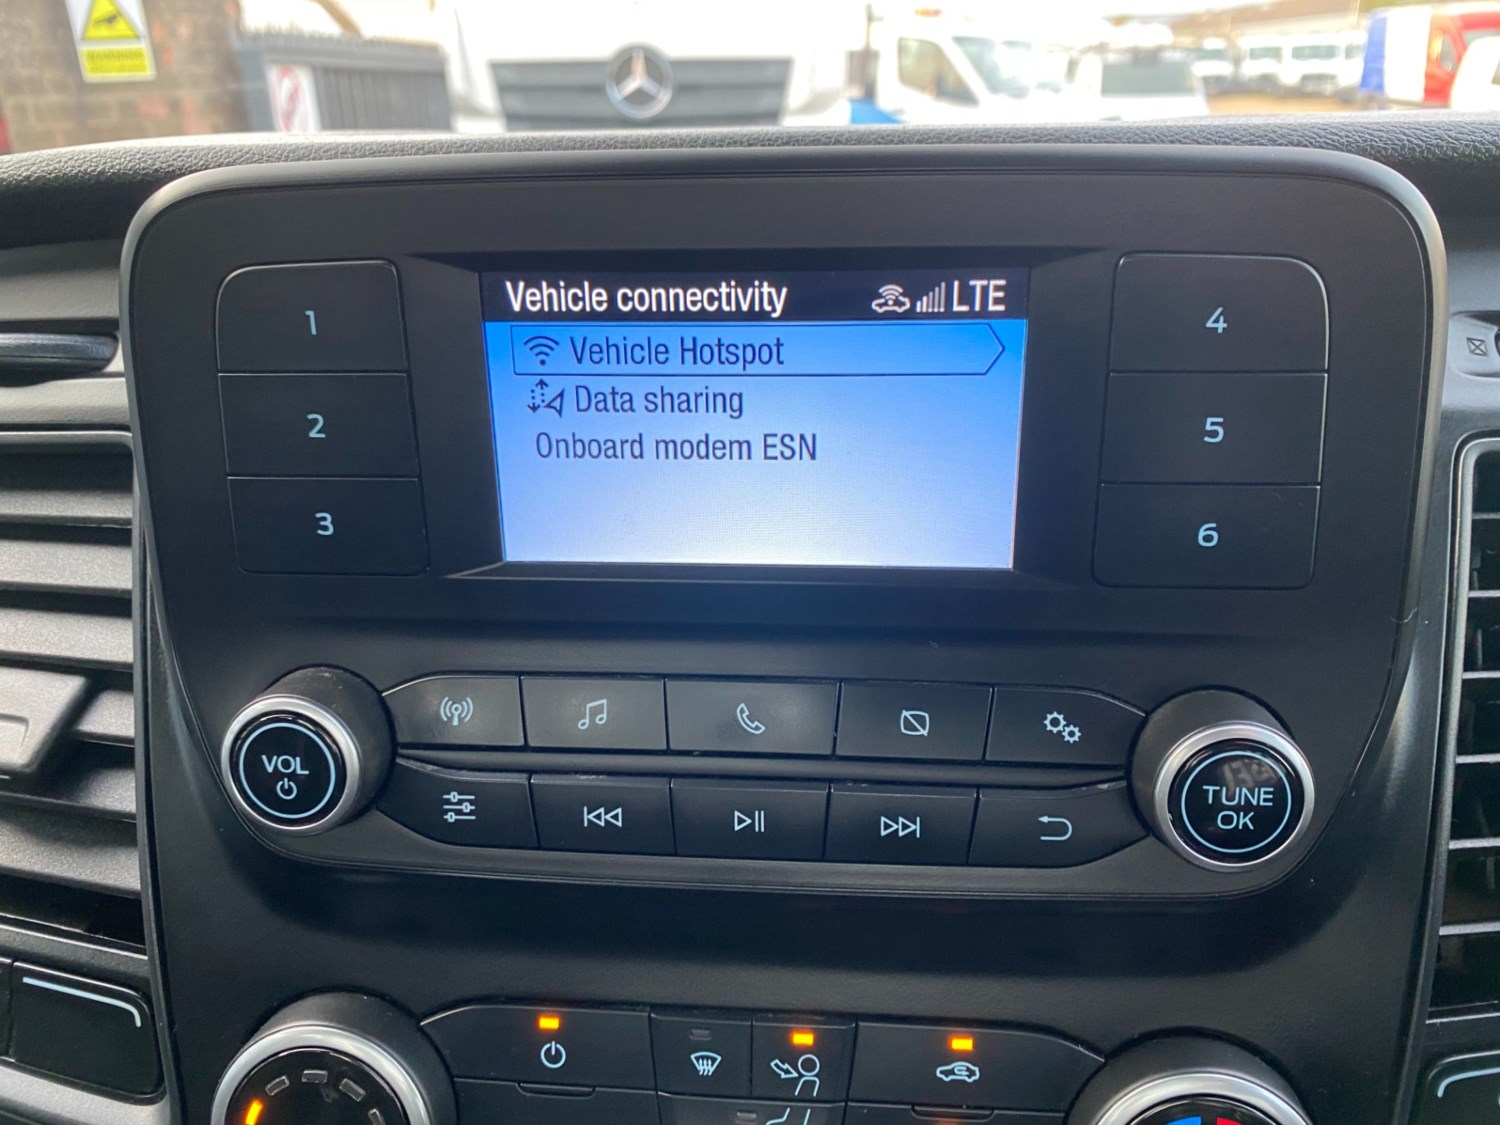 Vehicle connectivity LTE
Vehicle Hotspot
Data sharing
Onboard modem ESN
1
2
3
4
5
6
VOL
TUNE
OK